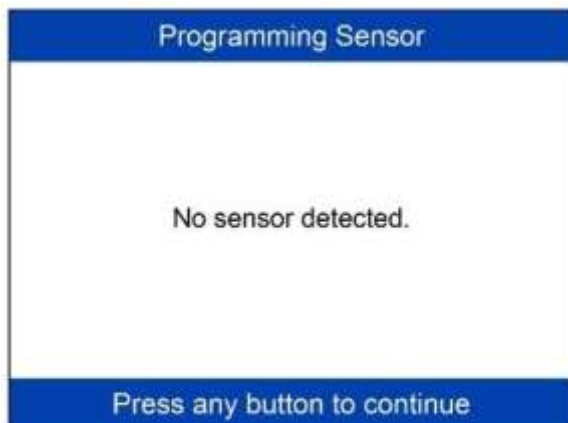 Programming Sensor
No sensor detected.
Press any button to continue